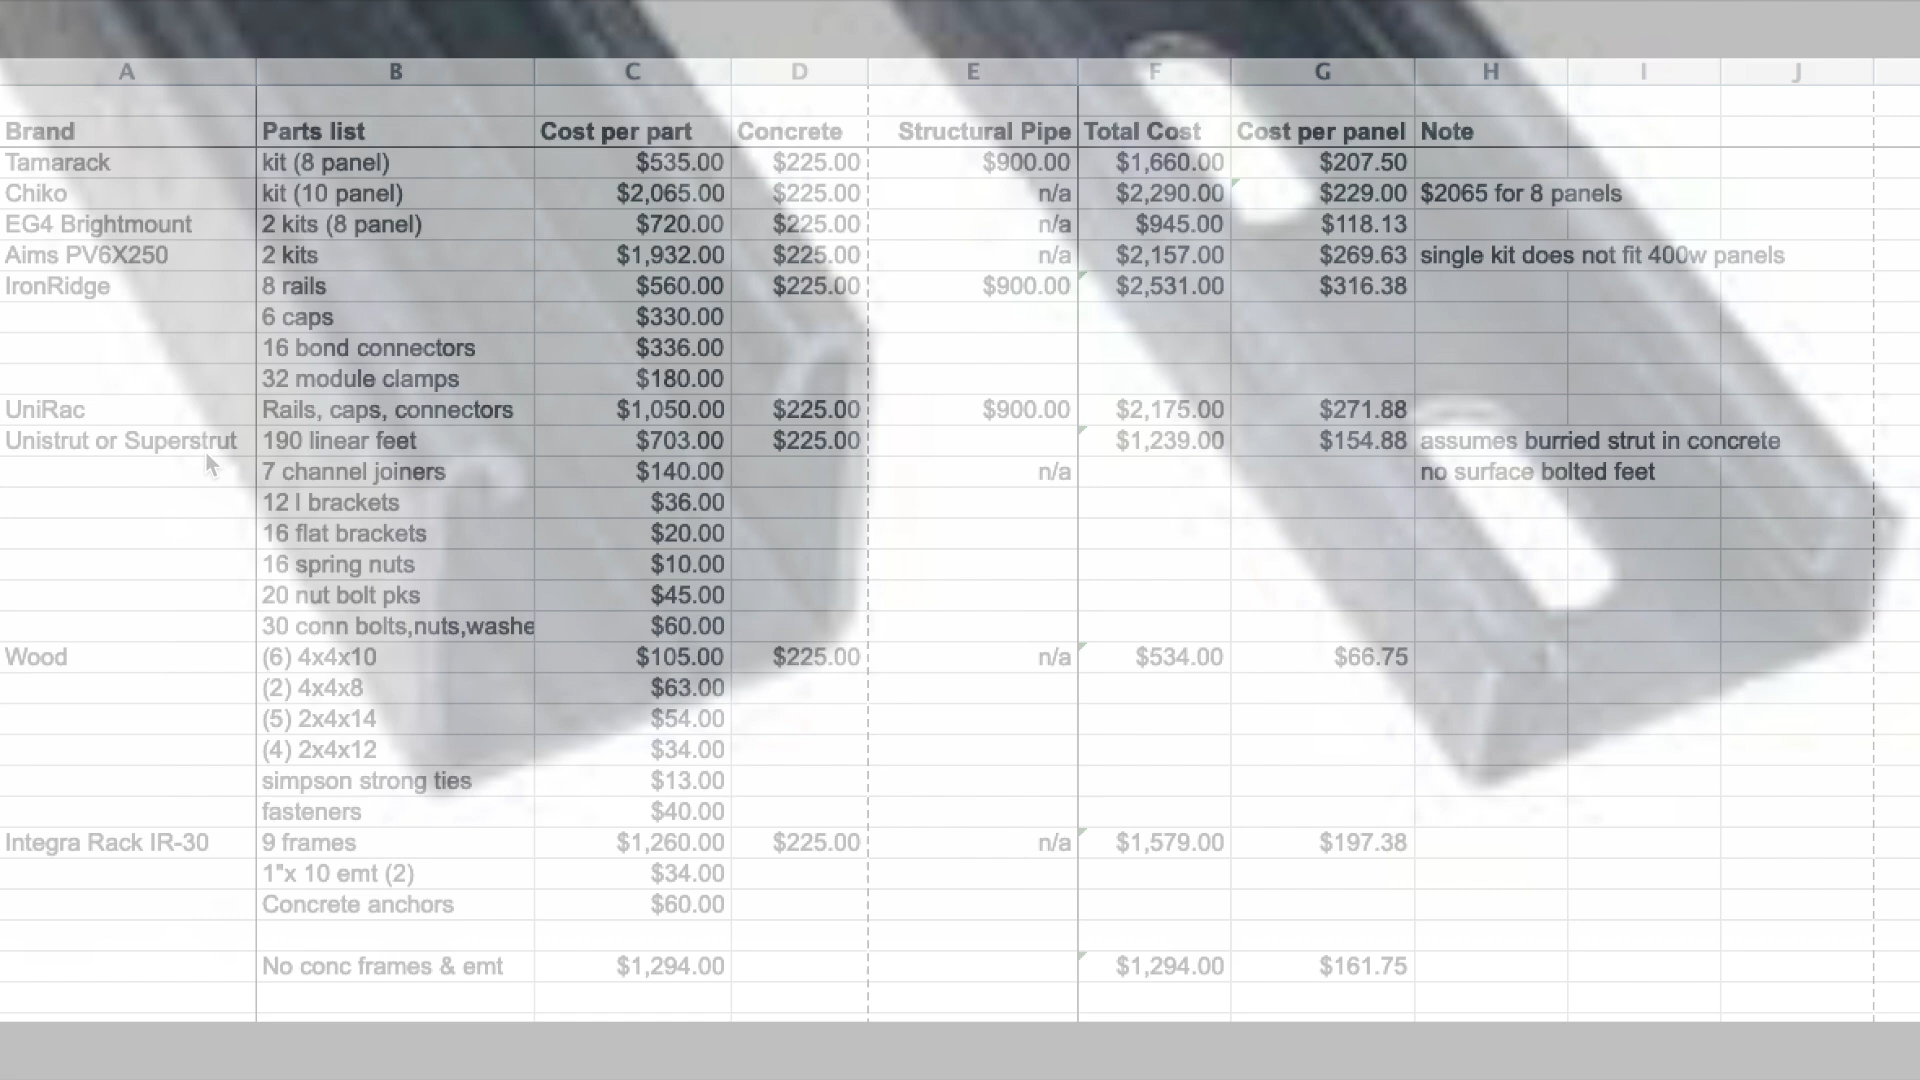 A B C D E F G H I J
Brand Parts list Cost per part Concrete Structural Pipe Total Cost Cost per panel Note
Tamarack kit (8 panel) $535.00 $225.00 $900.00 $1,660.00 $207.50
Chiko kit (10 panel) $2,065.00 $225.00 n/a $2,290.00 $229.00 $2065 for 8 panels
EG4 Brightmount 2 kits (8 panel) $720.00 $225.00 n/a $945.00 $118.13
Aims PV6X250 2 kits $1,932.00 $225.00 n/a $2,157.00 $269.63 single kit does not fit 400w panels
IronRidge 8 rails $560.00 $225.00 $900.00 $2,531.00 $316.38
6 caps $330.00
16 bond connectors $336.00
32 module clamps $180.00
UniRac Rails, caps, connectors $1,050.00 $225.00 $900.00 $2,175.00 $271.88
Unistrut or Superstrut 190 linear feet $703.00 $225.00 $1,239.00 $154.88 assumes burried strut in concrete
7 channel joiners $140.00 n/a no surface bolted feet
12 l brackets $36.00
16 flat brackets $20.00
16 spring nuts $10.00
20 nut bolt pks $45.00
30 conn bolts,nuts,washe $60.00
Wood (6) 4x4x10 $105.00 $225.00 n/a $534.00 $66.75
(2) 4x4x8 $63.00
(5) 2x4x14 $54.00
(4) 2x4x12 $34.00
simpson strong ties $13.00
fasteners $40.00
Integra Rack IR-30 9 frames $1,260.00 $225.00 n/a $1,579.00 $197.38
1"x 10 emt (2) $34.00
Concrete anchors $60.00
No conc frames & emt $1,294.00 $1,294.00 $161.75